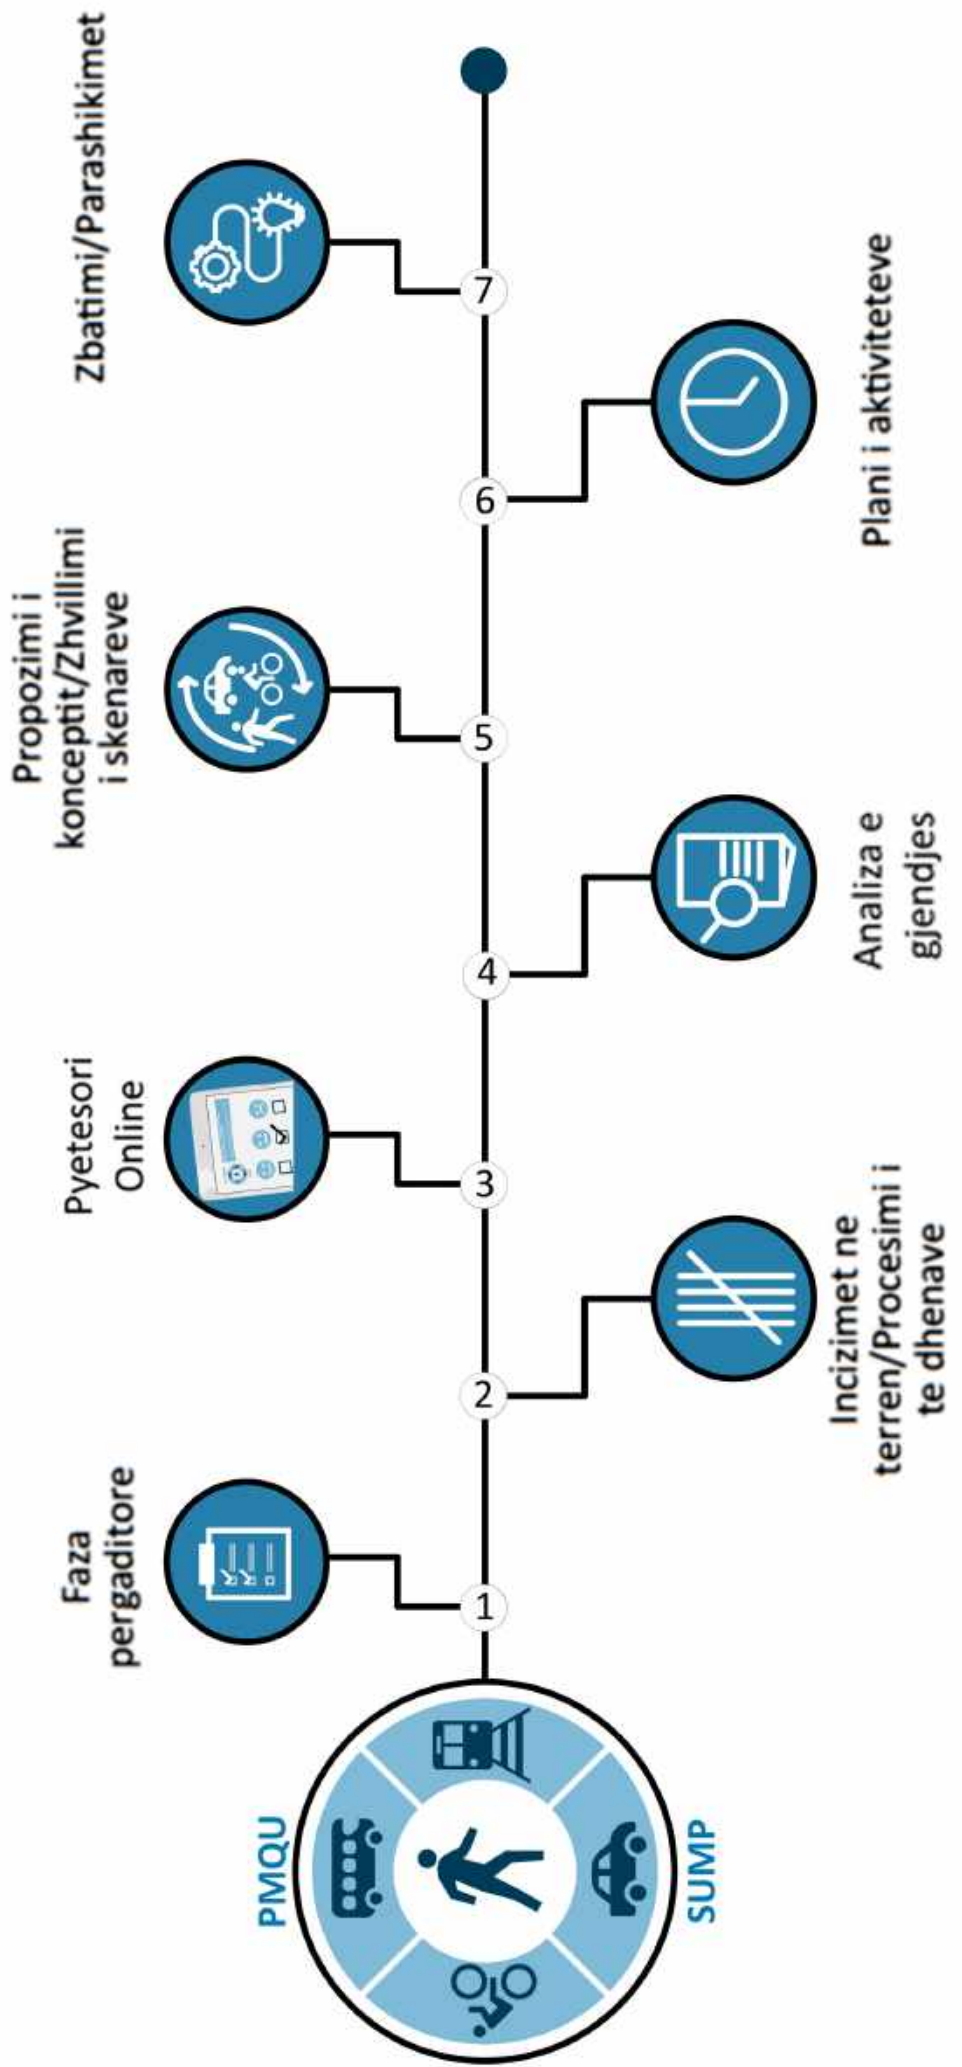 PMQU
SUMP
1
Faza
pergaditore
2
Incizimet ne
terren/Procesimi i
te dhenave
3
Pyetesori
Online
4
Analiza e
gjendjes
5
Propozimi i
konceptit/Zhvillimi
i skenareve
6
Plani i aktiviteteve
7
Zbatimi/Parashikimet